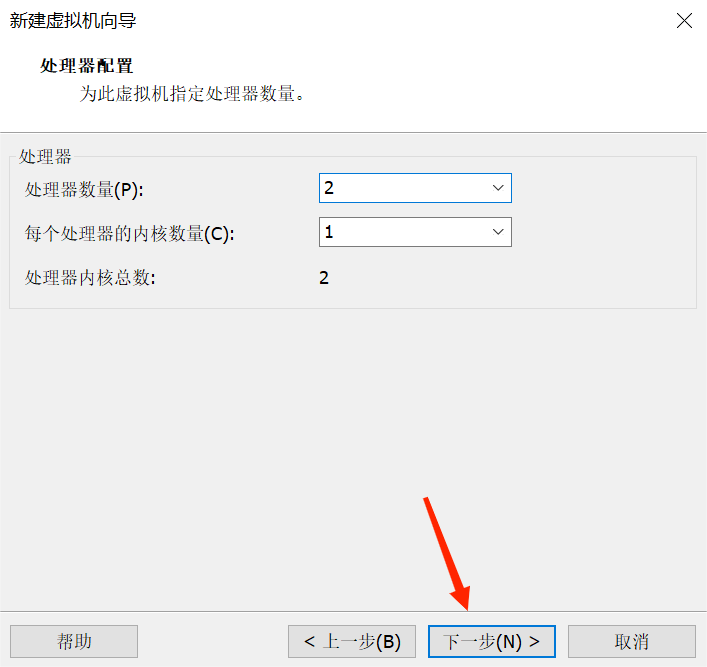 新建虚拟机向导
处理器配置
为此虚拟机指定处理器数量。
处理器
处理器数量(P): 2
每个处理器的内核数量(C): 1
处理器内核总数: 2
帮助 < 上一步(B) 下一步(N) > 取消